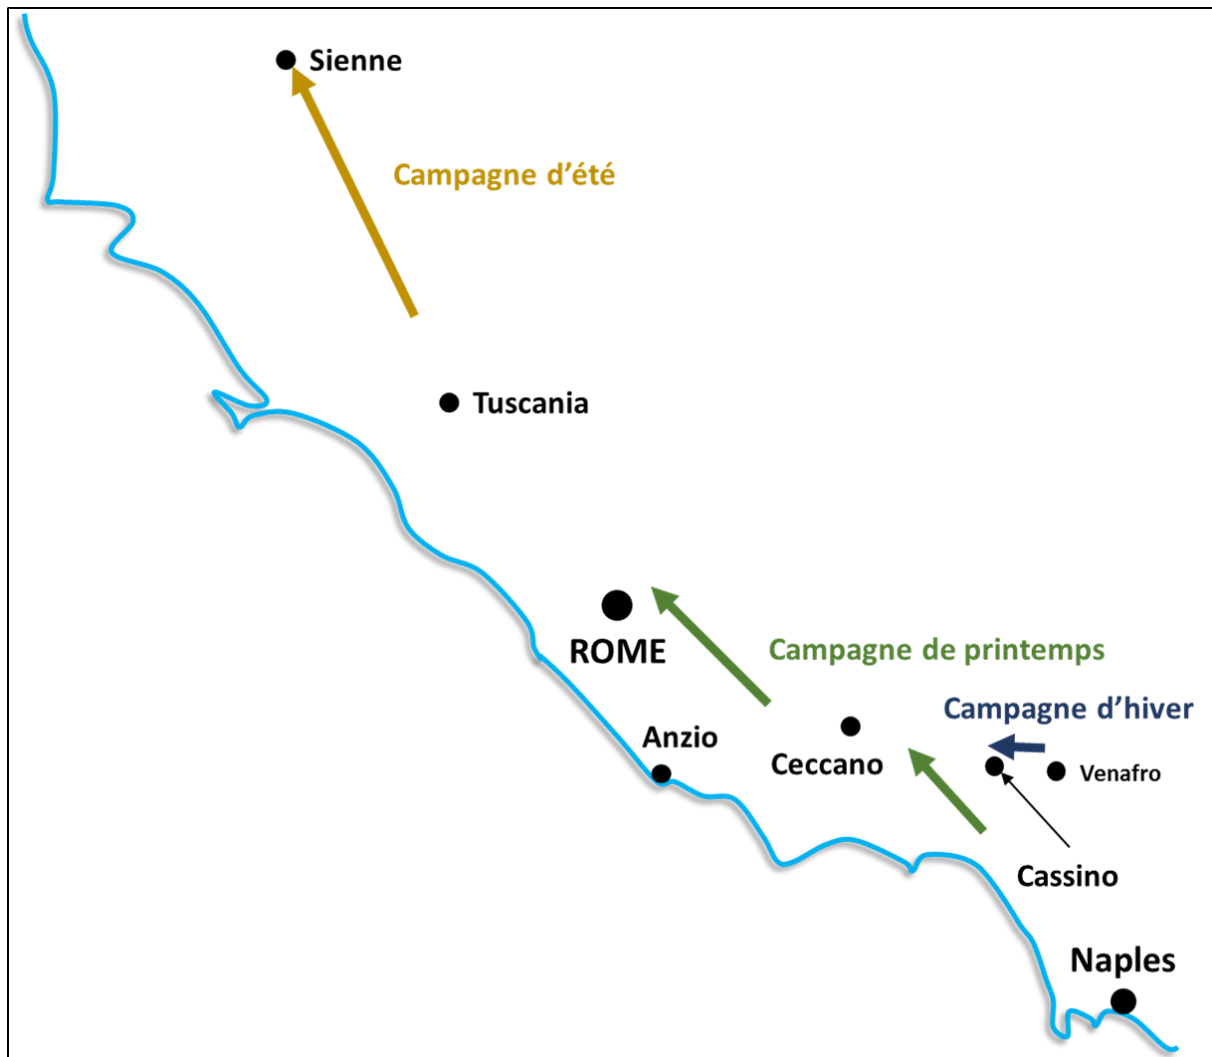 Sienne
Campagne d'été
Tuscania
ROME
Campagne de printemps
Campagne d'hiver
Anzio
Ceccano
Venafro
Cassino
Naples